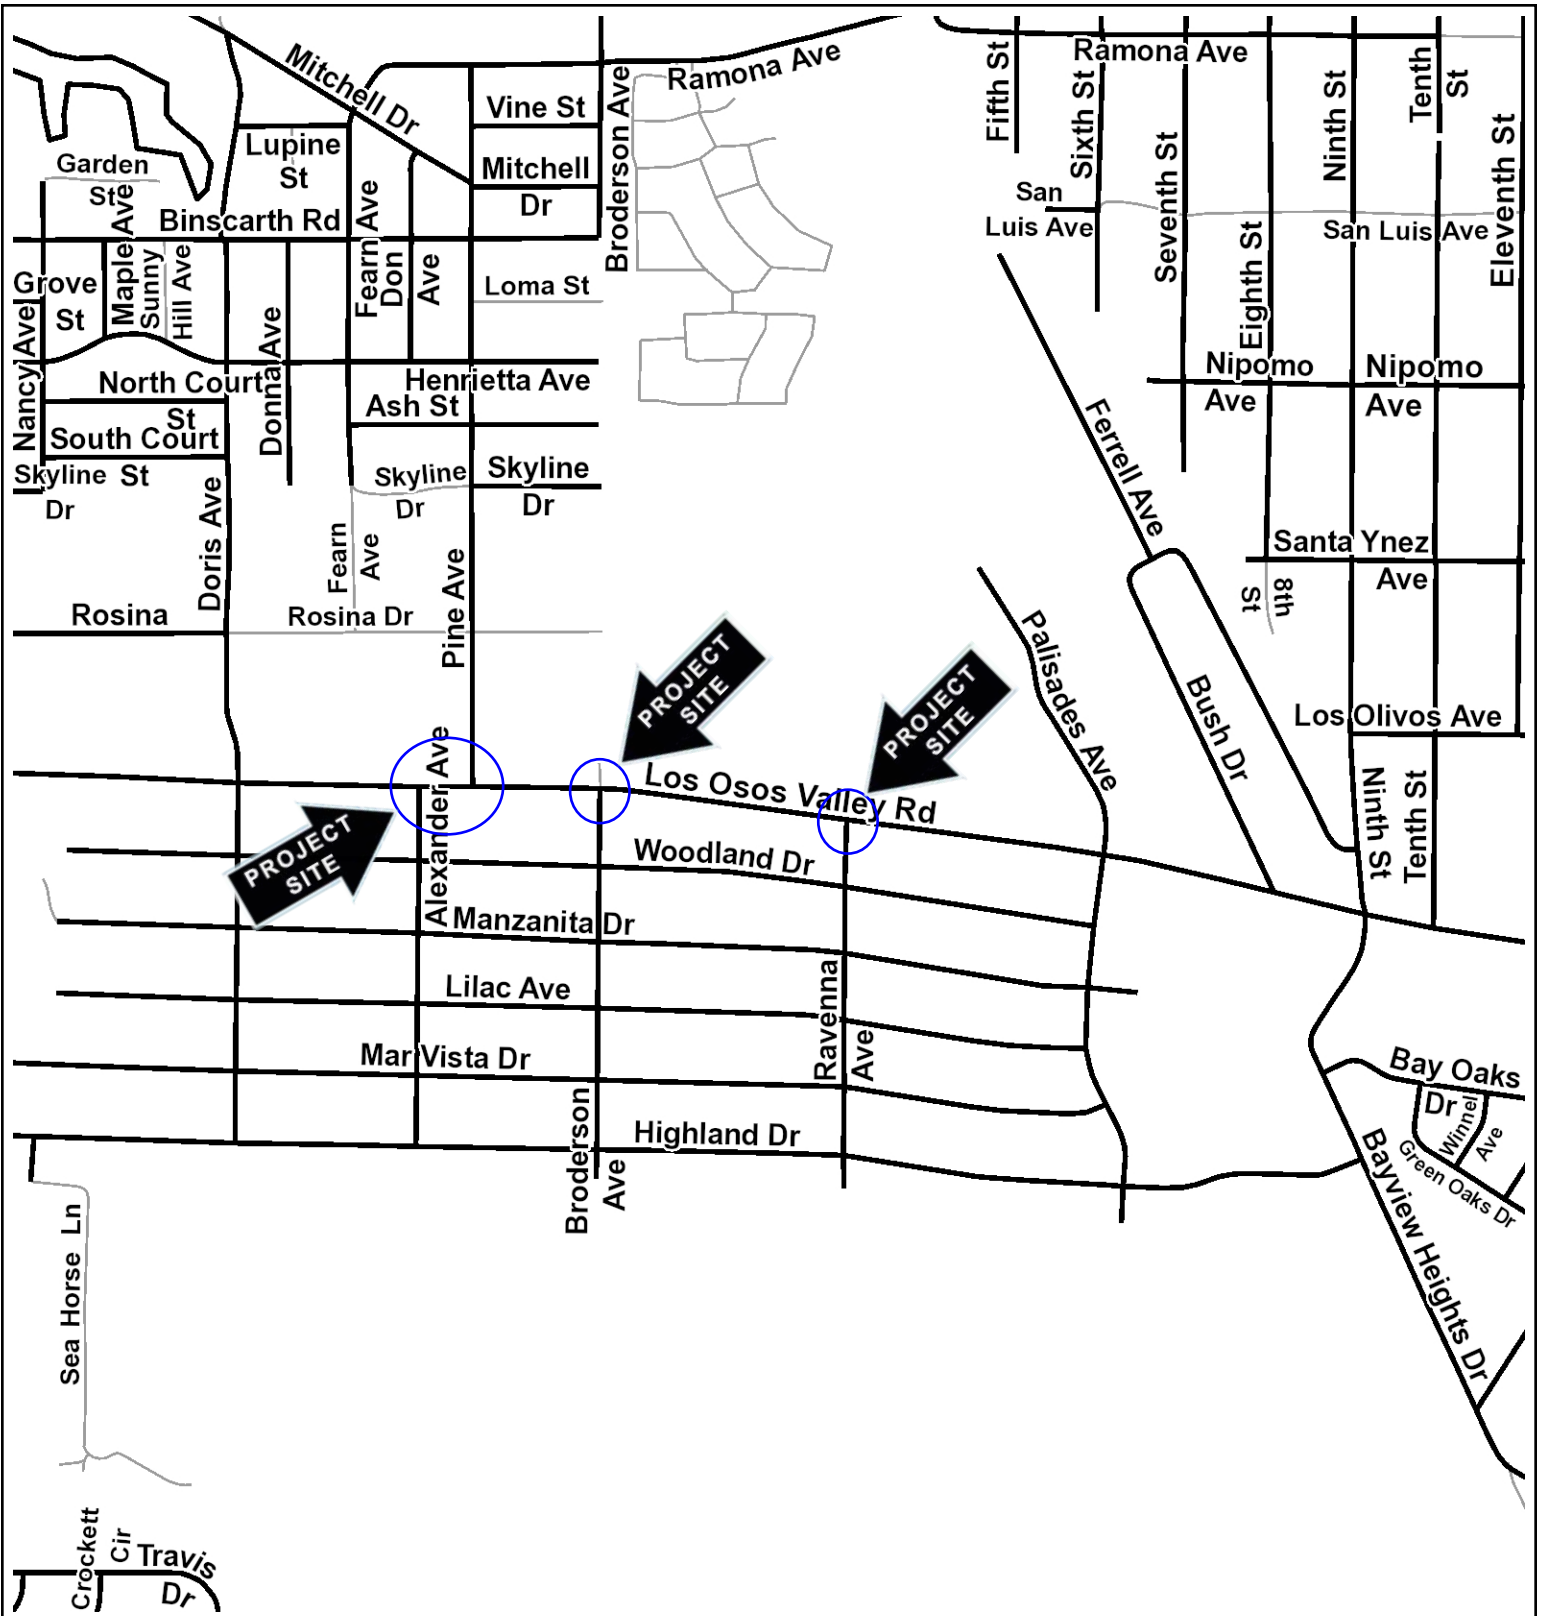 Mitchell Dr
Ramona Ave
Vine St
Broderson Ave
Lupine
St
Mitchell
Dr
Garden
St
Binscarth Rd
Maple Ave
Sunny
Hill Ave
Fearn Ave
Don
Ave
Loma St
Grove
St
Nancy Ave
Donna Ave
North Court
St
Henrietta Ave
Ash St
South Court
St
Skyline
Dr
Skyline
Dr
Skyline
Dr
Doris Ave
Fearn
Ave
Pine Ave
Rosina
Rosina Dr
Fifth St
Sixth St
Ramona Ave
Seventh St
Eighth St
Ninth St
Tenth
St
Eleventh St
San
Luis Ave
San Luis Ave
Nipomo
Ave
Nipomo
Ave
Ferrell Ave
Santa Ynez
Ave
8th
St
Palisades Ave
Bush Dr
Los Olivos Ave
Ninth St
Tenth St
PROJECT
SITE
PROJECT
SITE
PROJECT
SITE
Alexander Ave
Los Osos Valley Rd
Woodland Dr
Manzanita Dr
Lilac Ave
Ravenna
Ave
Mar Vista Dr
Highland Dr
Broderson
Ave
Bay Oaks
Dr
Winnel
Ave
Green Oaks Dr
Bayview Heights Dr
Sea Horse Ln
Crockett
Cir
Travis
Dr